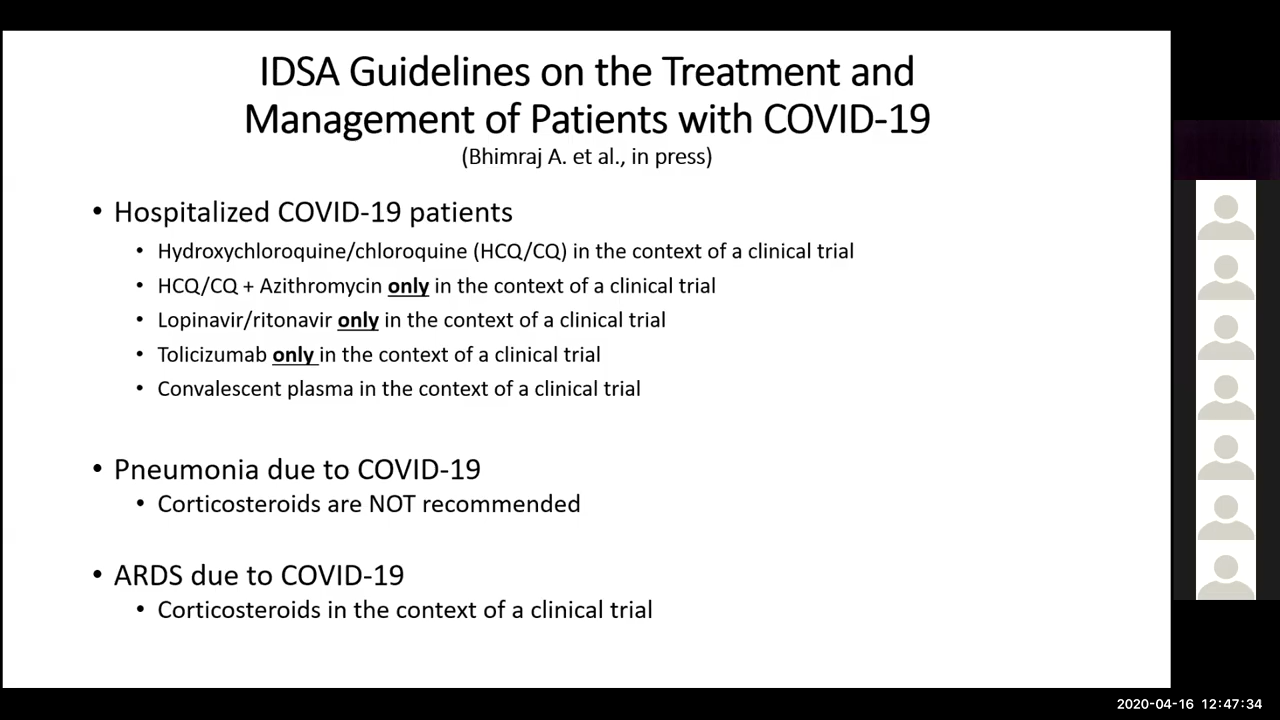 IDSA Guidelines on the Treatment and
Management of Patients with COVID-19
(Bhimraj A. et al., in press)
• Hospitalized COVID-19 patients
• Hydroxychloroquine/chloroquine (HCQ/CQ) in the context of a clinical trial
• HCQ/CQ + Azithromycin only in the context of a clinical trial
• Lopinavir/ritonavir only in the context of a clinical trial
• Tolicizumab only in the context of a clinical trial
• Convalescent plasma in the context of a clinical trial
• Pneumonia due to COVID-19
• Corticosteroids are NOT recommended
• ARDS due to COVID-19
• Corticosteroids in the context of a clinical trial
2020-04-16 12:47:34